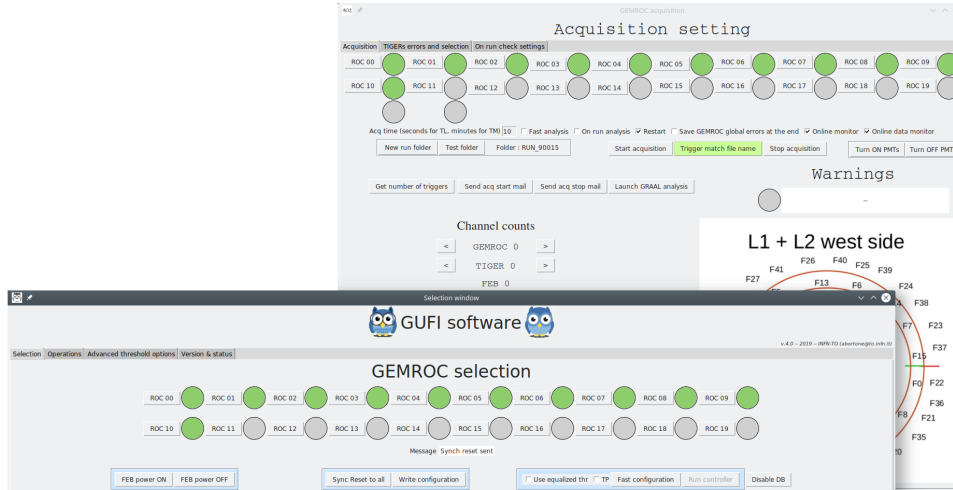 GEMROC acquisition
Acquisition setting
Acquisition TIGERs errors and selection On run check settings
ROC 00 ROC 01 ROC 02 ROC 03 ROC 04 ROC 05 ROC 06 ROC 07 ROC 08 ROC 09
ROC 10 ROC 11 ROC 12 ROC 13 ROC 14 ROC 15 ROC 16 ROC 17 ROC 18 ROC 19
Acq time (seconds for TL, minutes for TM) 10 Fast analysis On run analysis Restart Save GEMROC global errors at the end Online monitor Online data monitor
New run folder Test folder Folder : RUN_90015 Start acquisition Trigger match file name Stop acquisition Turn ON PMTs Turn OFF PMT
Warnings
Get number of triggers Send acq start mail Send acq stop mail Launch GRAAL analysis
--
Channel counts
< GEMROC 0 >
< TIGER 0 >
FEB 0
L1 + L2 west side
F26 F40 F25 F39
F41
F27 F13 F6 F24
F38
F7 F23
F37
F15
F0 F22
F36
F8 F21
F35
Selection window
GUFI software
v.4.0 -- 2019 -- INFN-TO (abortone@to.infn.it)
Selection Operations Advanced threshold options Version & status
GEMROC selection
ROC 00 ROC 01 ROC 02 ROC 03 ROC 04 ROC 05 ROC 06 ROC 07 ROC 08 ROC 09
ROC 10 ROC 11 ROC 12 ROC 13 ROC 14 ROC 15 ROC 16 ROC 17 ROC 18 ROC 19
Message Synch reset sent
FEB power ON FEB power OFF Sync Reset to all Write configuration Use equalized thr TP Fast configuration Run controller Disable DB